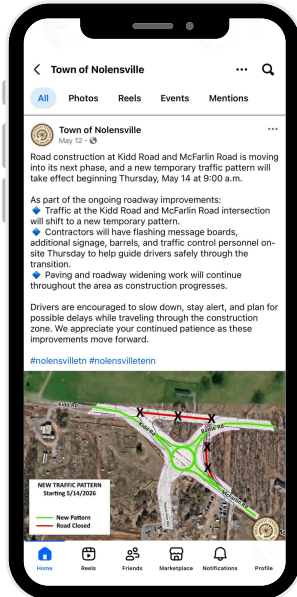 Town of Nolensville
All Photos Reels Events Mentions
Town of Nolensville
May 12 ·
Road construction at Kidd Road and McFarlin Road is moving
into its next phase, and a new temporary traffic pattern will
take effect beginning Thursday, May 14 at 9:00 a.m.
As part of the ongoing roadway improvements:
Traffic at the Kidd Road and McFarlin Road intersection
will shift to a new pattern.
Contractors will have flashing message boards,
additional signage, barrels, and traffic control personnel on-
site Thursday to help guide drivers safely through the
transition.
Paving and roadway widening work will continue
throughout the area as construction progresses.
Drivers are encouraged to slow down, stay alert, and plan for
possible delays while traveling through the construction
zone. We appreciate your continued patience as these
improvements move forward.
#nolensvilletn #nolensvilletenn
Kidd Rd
X X X
Kidd Rd
Battle Rd
X
X
McFarlin Rd
NEW TRAFFIC PATTERN
Starting 5/14/2026
New Pattern
Road Closed
Home Reels Friends Marketplace Notifications Profile